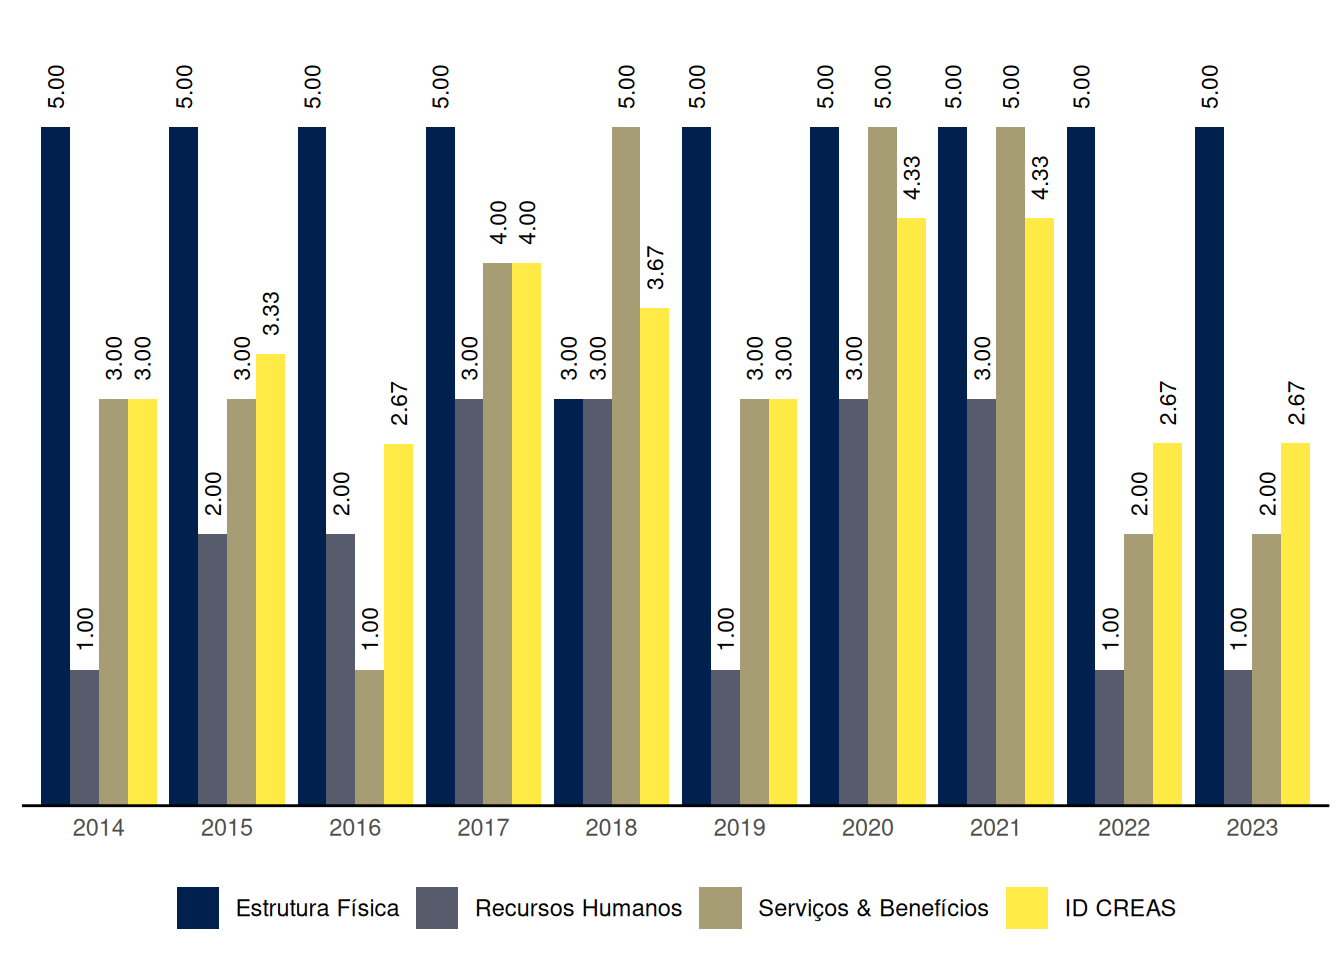 5.00 1.00 3.00 3.00
5.00 2.00 3.00 3.33
5.00 2.00 1.00 2.67
5.00 3.00 4.00 4.00
3.00 3.00 5.00 3.67
5.00 1.00 3.00 3.00
5.00 3.00 5.00 4.33
5.00 3.00 5.00 4.33
5.00 1.00 2.00 2.67
5.00 1.00 2.00 2.67
2014 2015 2016 2017 2018 2019 2020 2021 2022 2023
Estrutura Física Recursos Humanos Serviços & Benefícios ID CREAS